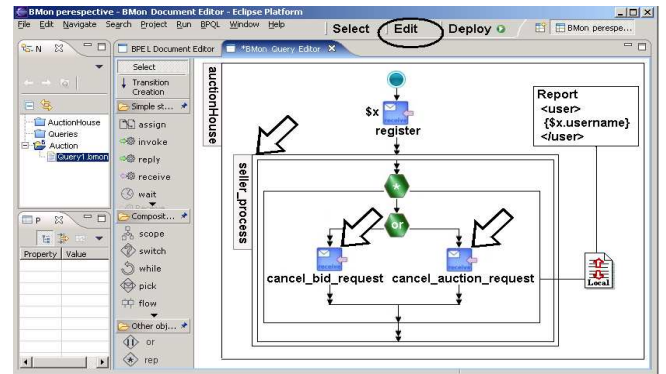 BMon perespective - BMon Document Editor - Eclipse Platform
File Edit Navigate Search Project Run BPQL Window Help
Select Edit Deploy
BMon perespe...
N
BPEL Document Editor
*BMon Query Editor
Select
Transition Creation
Simple st...
assign
invoke
reply
receive
wait
Composit...
scope
switch
while
pick
flow
Other obj...
or
rep
AuctionHouse
Queries
Auction
Query1.bmon
P
Property Value
auctionHouse
$x
register
seller_process
*
or
receive
receive
cancel_bid_request cancel_auction_request
Report
<user>
{$x.username}
</user>
Local